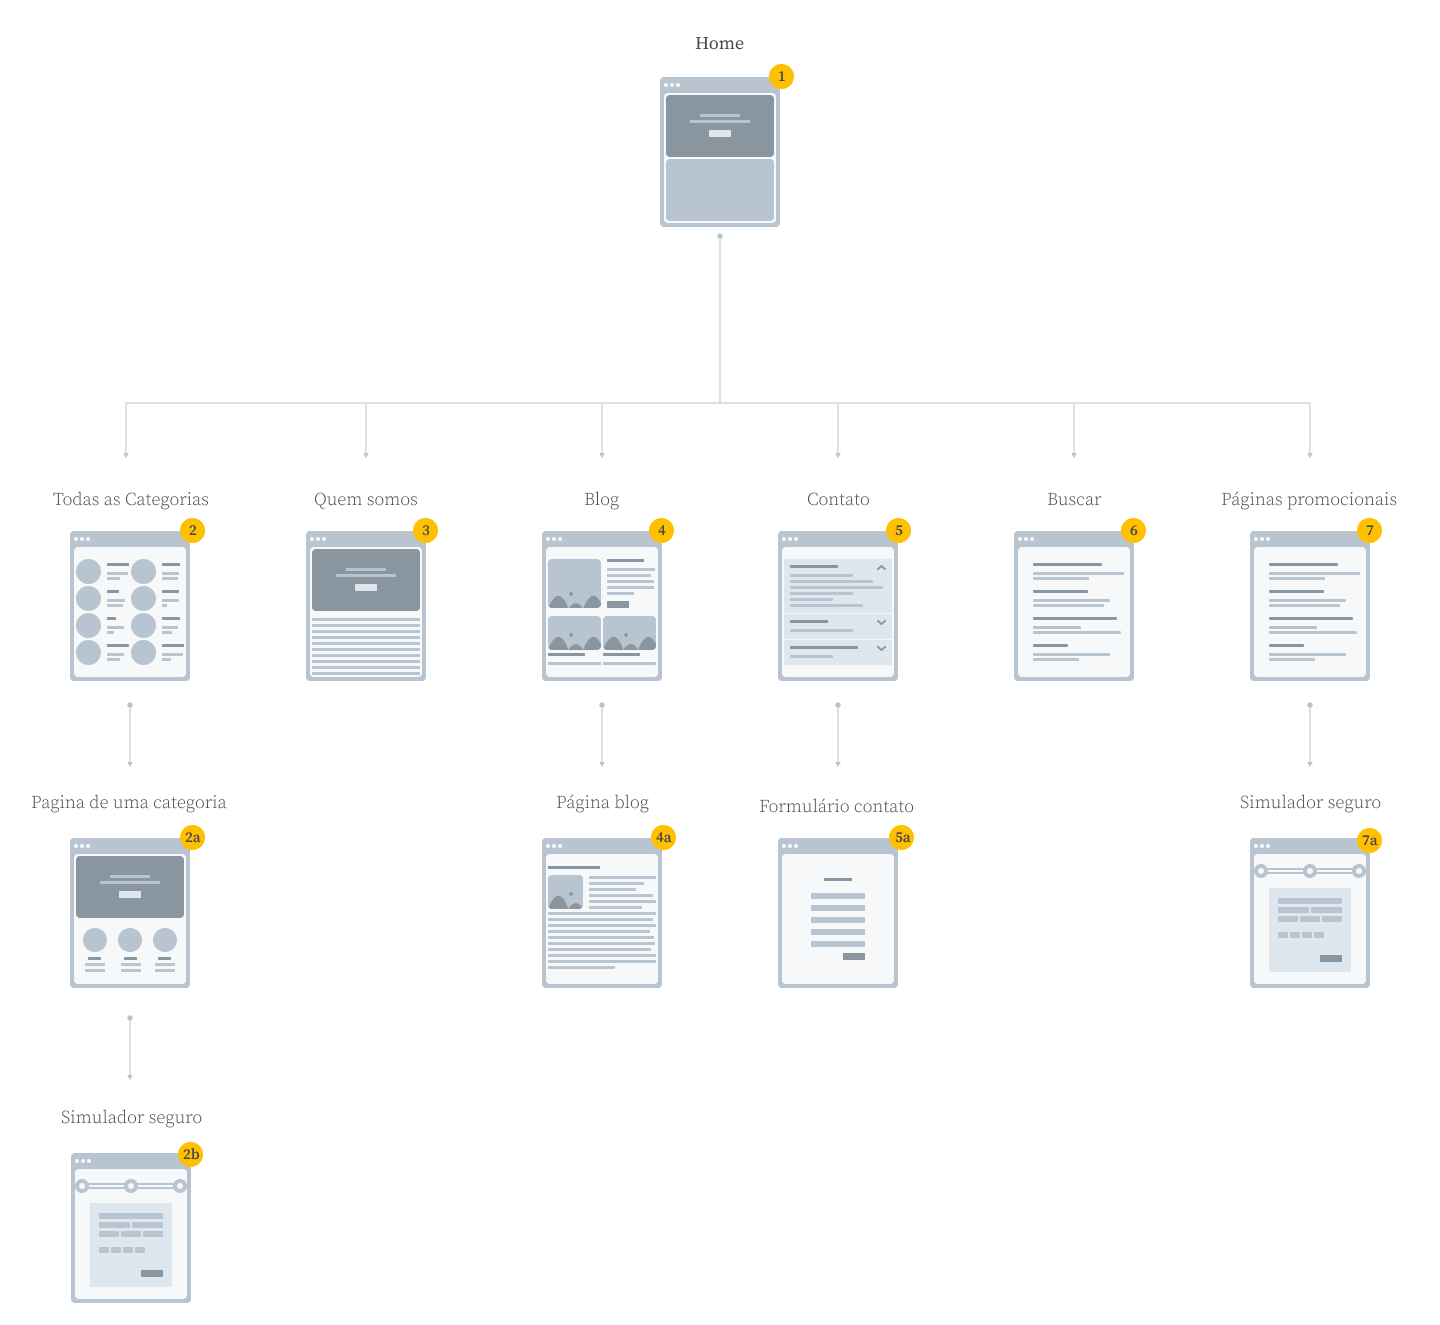 Home
1
Todas as Categorias
Quem somos
Blog
Contato
Buscar
Páginas promocionais
2
3
4
5
6
7
Pagina de uma categoria
Página blog
Formulário contato
Simulador seguro
2a
4a
5a
7a
Simulador seguro
2b